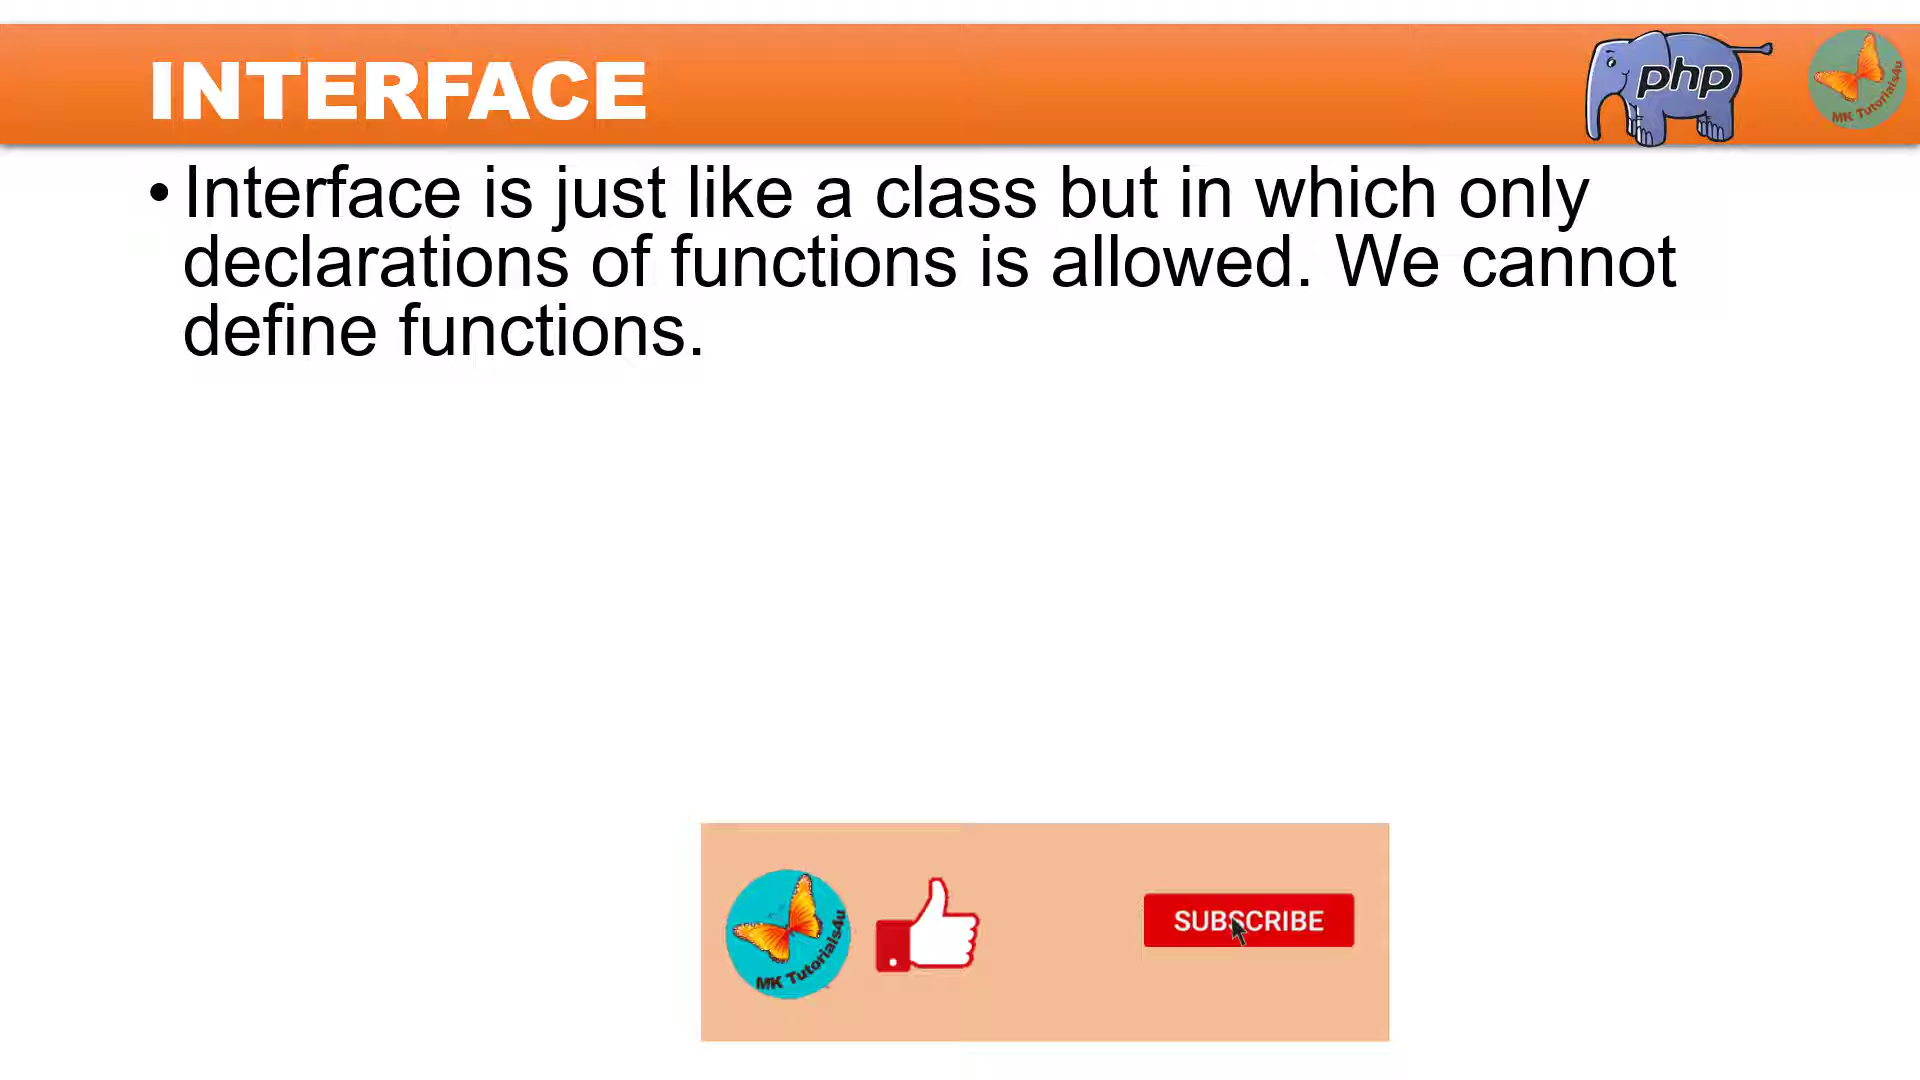 INTERFACE
php
MK Tutorials4u
• Interface is just like a class but in which only
declarations of functions is allowed. We cannot
define functions.
MK Tutorials4u
SUBSCRIBE